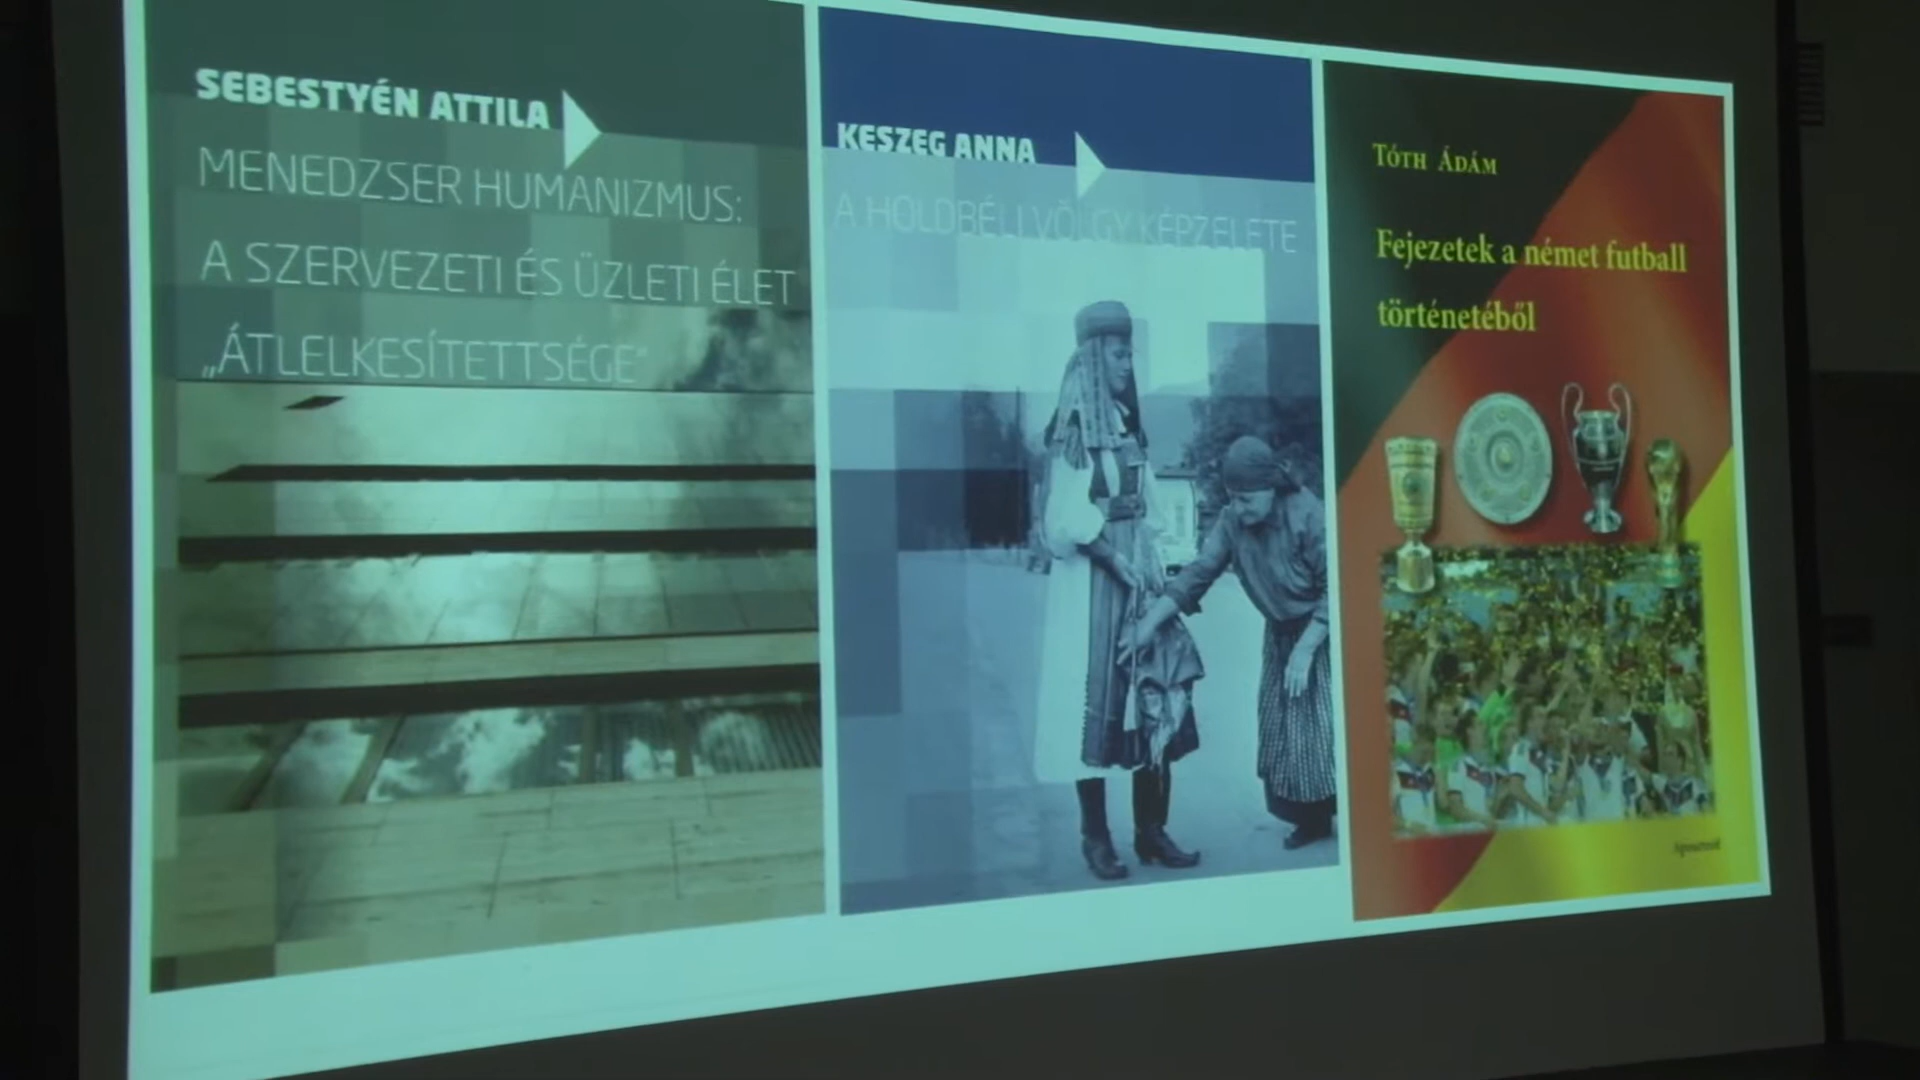 SEBESTYÉN ATTILA
MENEDZSER HUMANIZMUS:
A SZERVEZETI ÉS ÜZLETI ÉLET
„ÁTLELKESÍTETTSÉGE”
KESZEG ANNA
A HOLDBÉLI VÖLGY KÉPZELETE
TÓTH ÁDÁM
Fejezetek a német futball
történetéből